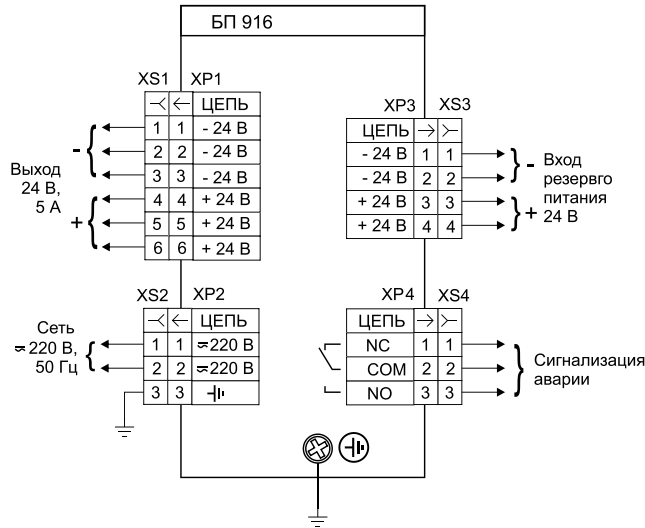 БП 916
XS1 XP1
ЦЕПЬ
1 1 - 24 В
2 2 - 24 В
3 3 - 24 В
4 4 + 24 В
5 5 + 24 В
6 6 + 24 В
-
Выход
24 В,
5 А
+
XP3 XS3
ЦЕПЬ
- 24 В 1 1
- 24 В 2 2
+ 24 В 3 3
+ 24 В 4 4
- Вход
резервго
питания
+ 24 В
XS2 XP2
ЦЕПЬ
1 1 ≂220 В
2 2 ≂220 В
3 3
Сеть
≂220 В,
50 Гц
XP4 XS4
ЦЕПЬ
NC 1 1
COM 2 2
NO 3 3
Сигнализация
аварии